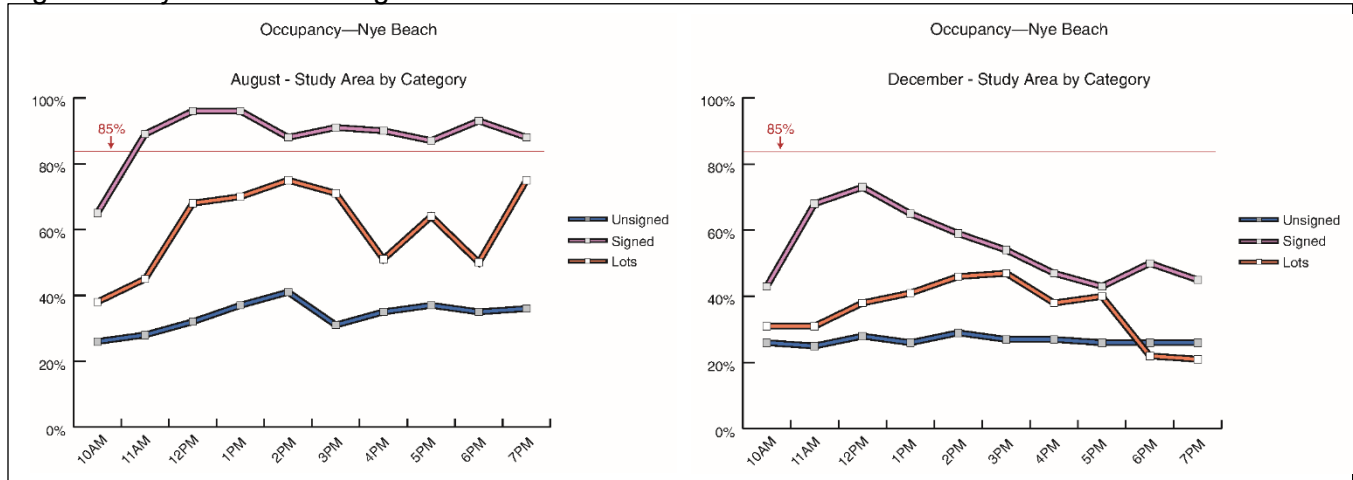 Occupancy—Nye Beach
August - Study Area by Category
100%
85%
80%
60%
40%
20%
0%
10AM
11AM
12PM
1PM
2PM
3PM
4PM
5PM
6PM
7PM
Unsigned
Signed
Lots
Occupancy—Nye Beach
December - Study Area by Category
100%
85%
80%
60%
40%
20%
0%
10AM
11AM
12PM
1PM
2PM
3PM
4PM
5PM
6PM
7PM
Unsigned
Signed
Lots